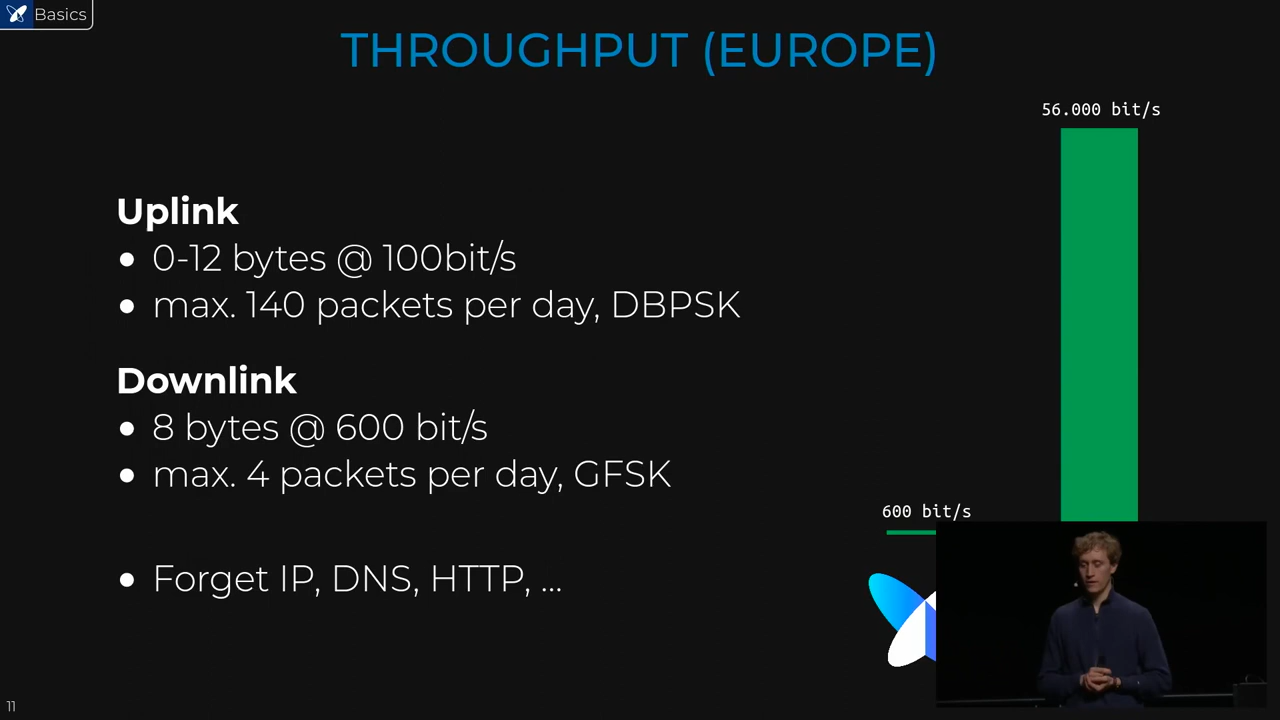 Basics
THROUGHPUT (EUROPE)
56.000 bit/s
Uplink
• 0-12 bytes @ 100bit/s
• max. 140 packets per day, DBPSK
Downlink
• 8 bytes @ 600 bit/s
• max. 4 packets per day, GFSK
600 bit/s
• Forget IP, DNS, HTTP, ...
11